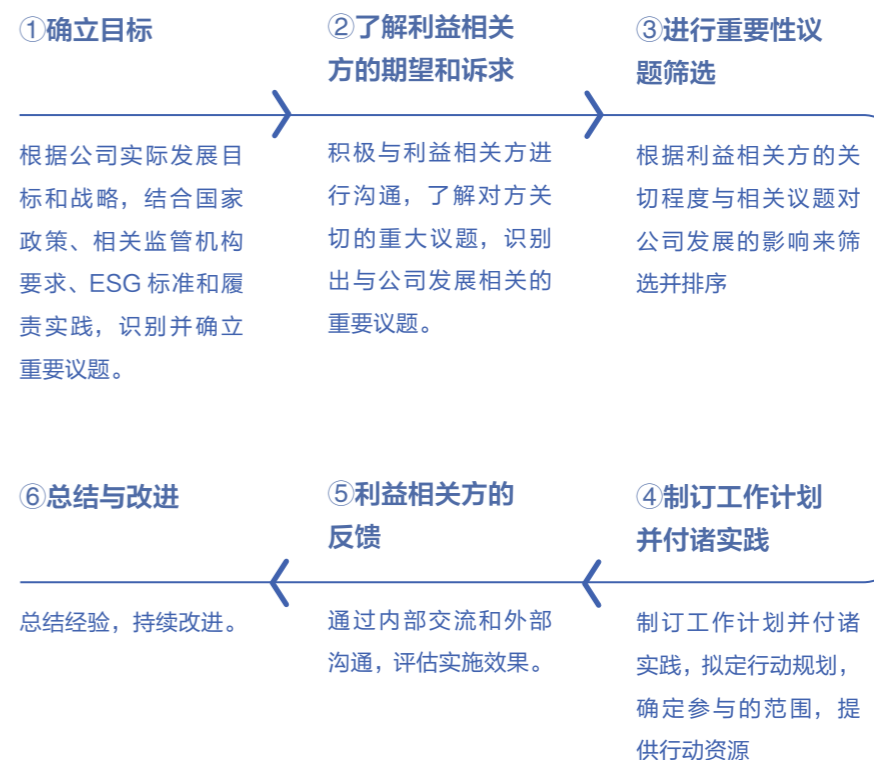 ①确立目标
根据公司实际发展目
标和战略，结合国家
政策、相关监管机构
要求、ESG 标准和履
责实践，识别并确立
重要议题。
②了解利益相关
方的期望和诉求
积极与利益相关方进
行沟通，了解对方关
切的重大议题，识别
出与公司发展相关的
重要议题。
③进行重要性议
题筛选
根据利益相关方的关
切程度与相关议题对
公司发展的影响来筛
选并排序
④制订工作计划
并付诸实践
制订工作计划并付诸
实践，拟定行动规划，
确定参与的范围，提
供行动资源
⑤利益相关方的
反馈
通过内部交流和外部
沟通，评估实施效果。
⑥总结与改进
总结经验，持续改进。